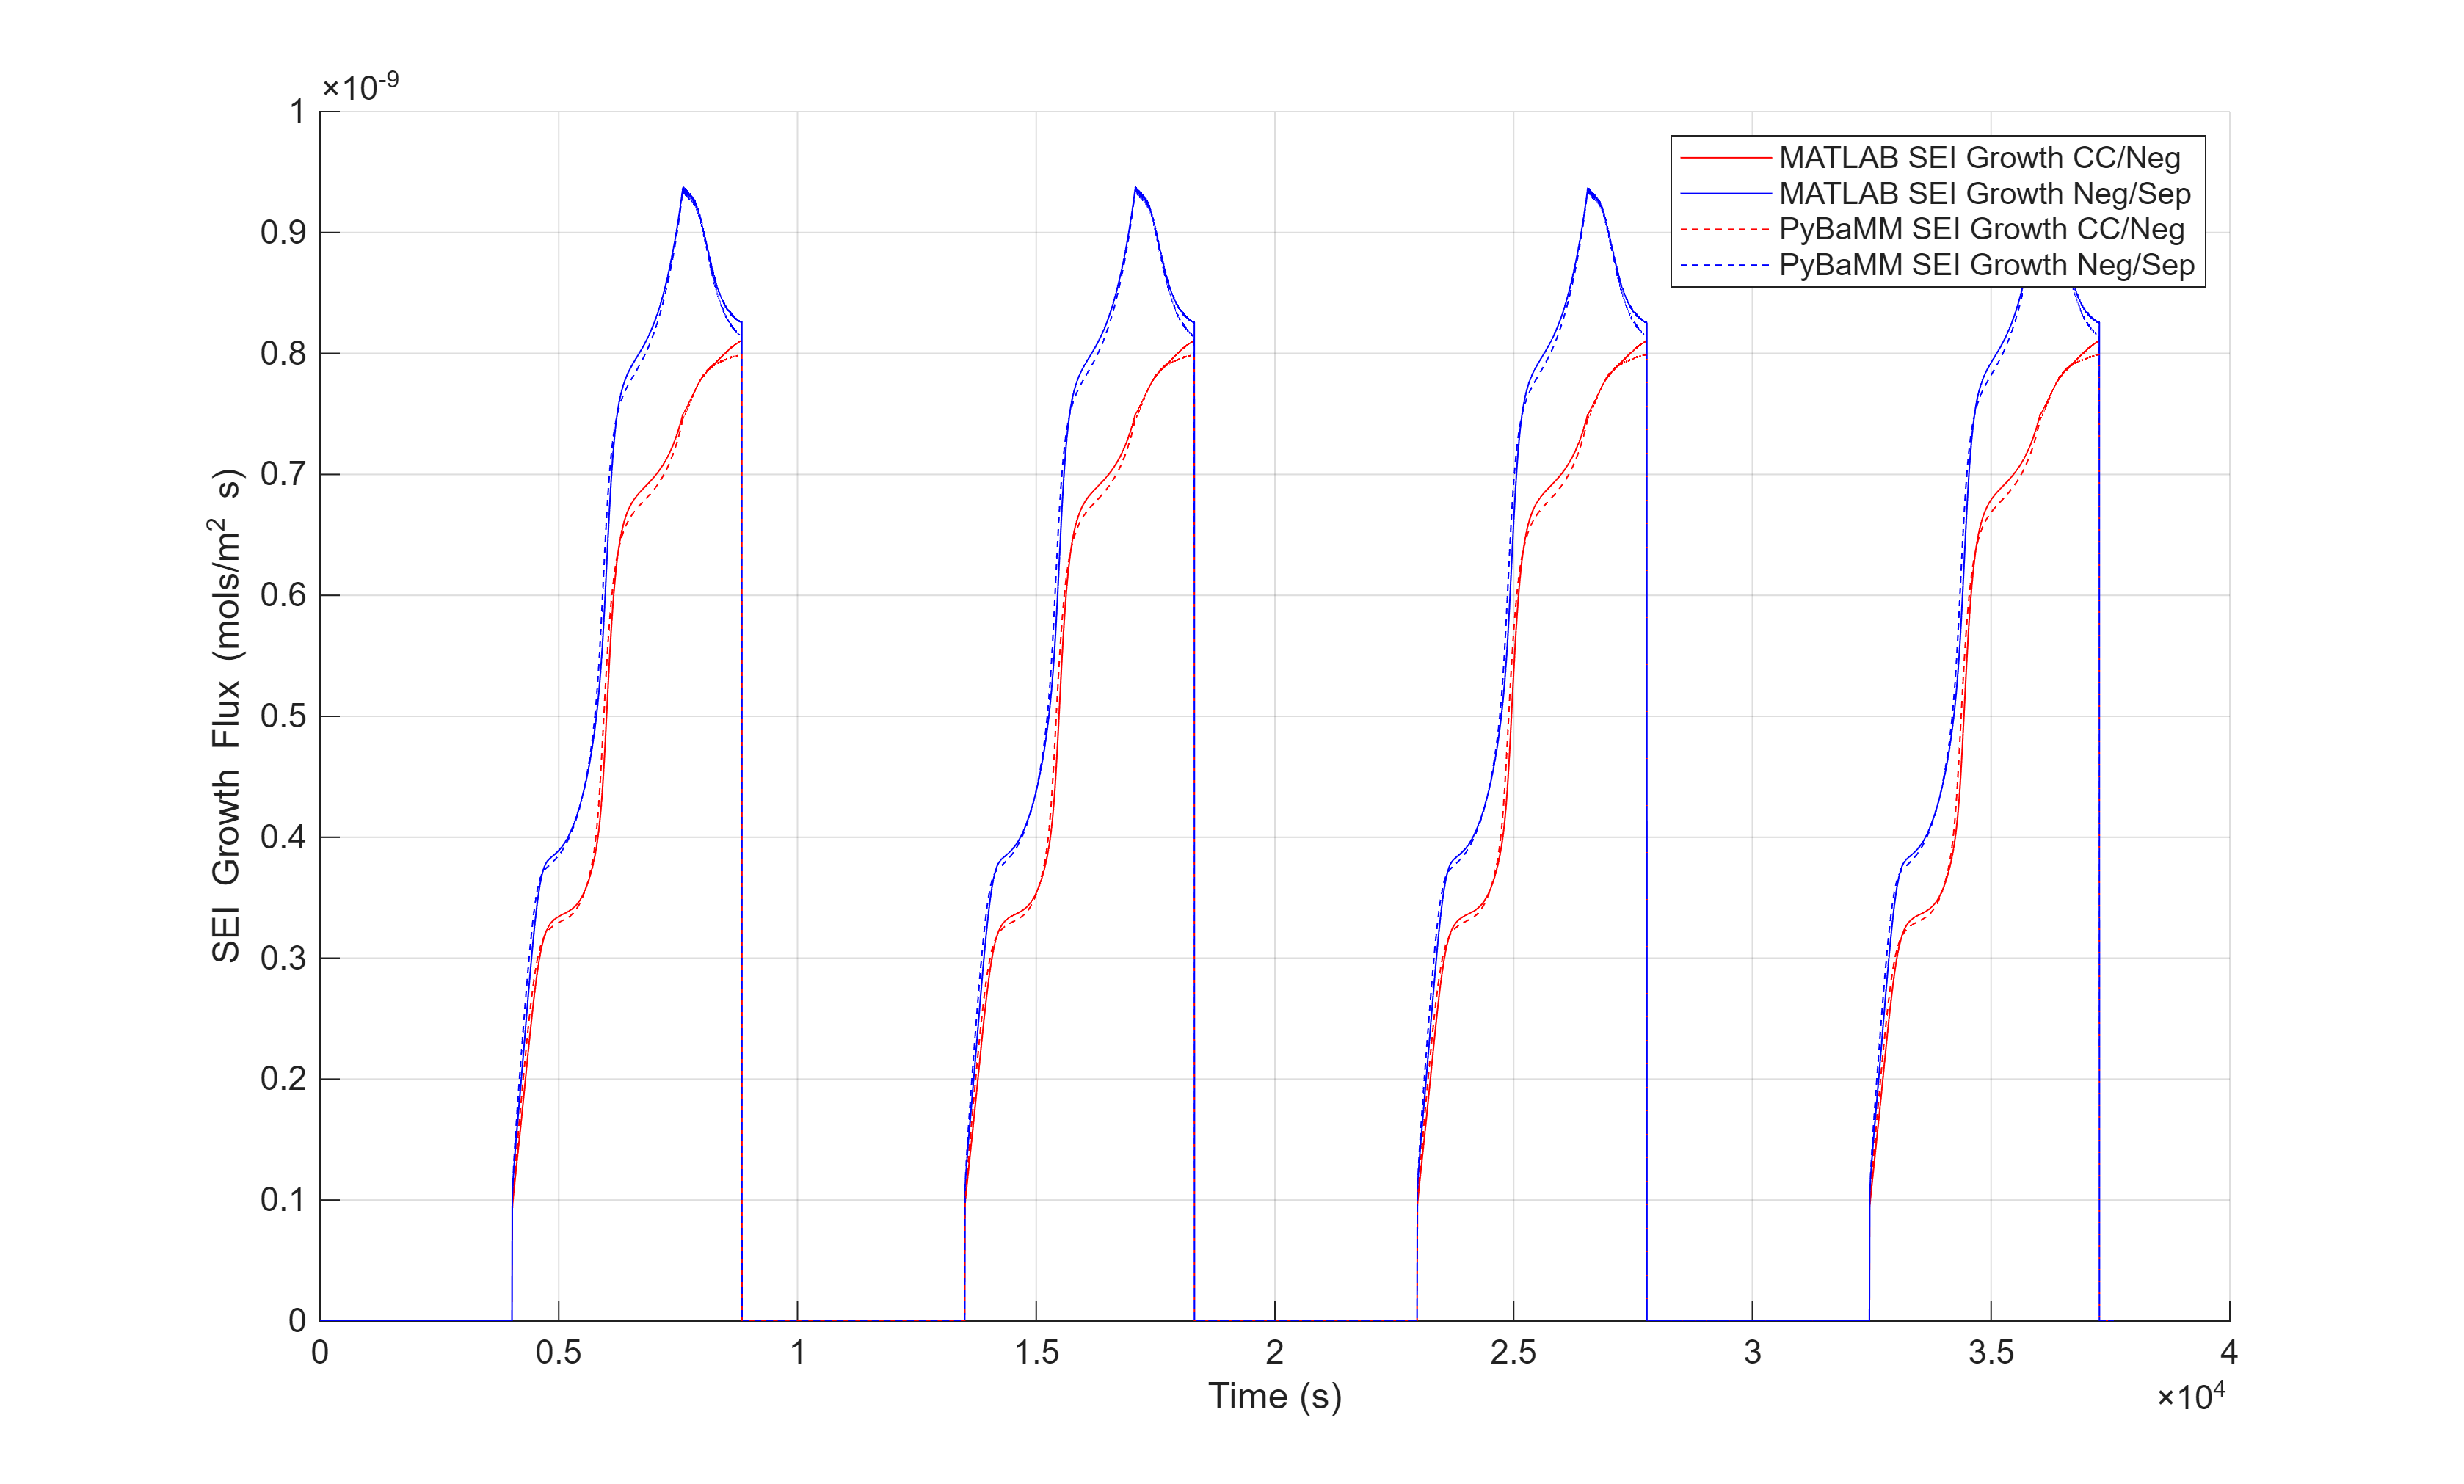 ×10⁻⁹
1
0.9
0.8
0.7
0.6
0.5
0.4
0.3
0.2
0.1
0
SEI Growth Flux (mols/m² s)
MATLAB SEI Growth CC/Neg
MATLAB SEI Growth Neg/Sep
PyBaMM SEI Growth CC/Neg
PyBaMM SEI Growth Neg/Sep
0 0.5 1 1.5 2 2.5 3 3.5 4
Time (s)
×10⁴